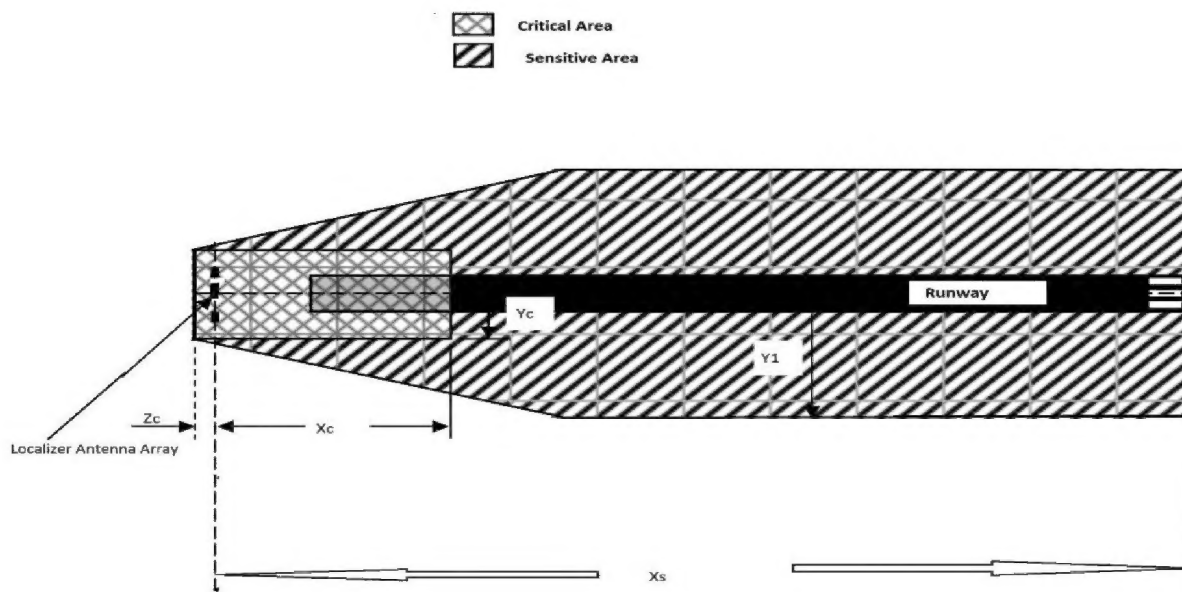 Critical Area
Sensitive Area
Runway
Yc
Y1
Zc
Xc
Localizer Antenna Array
Xs